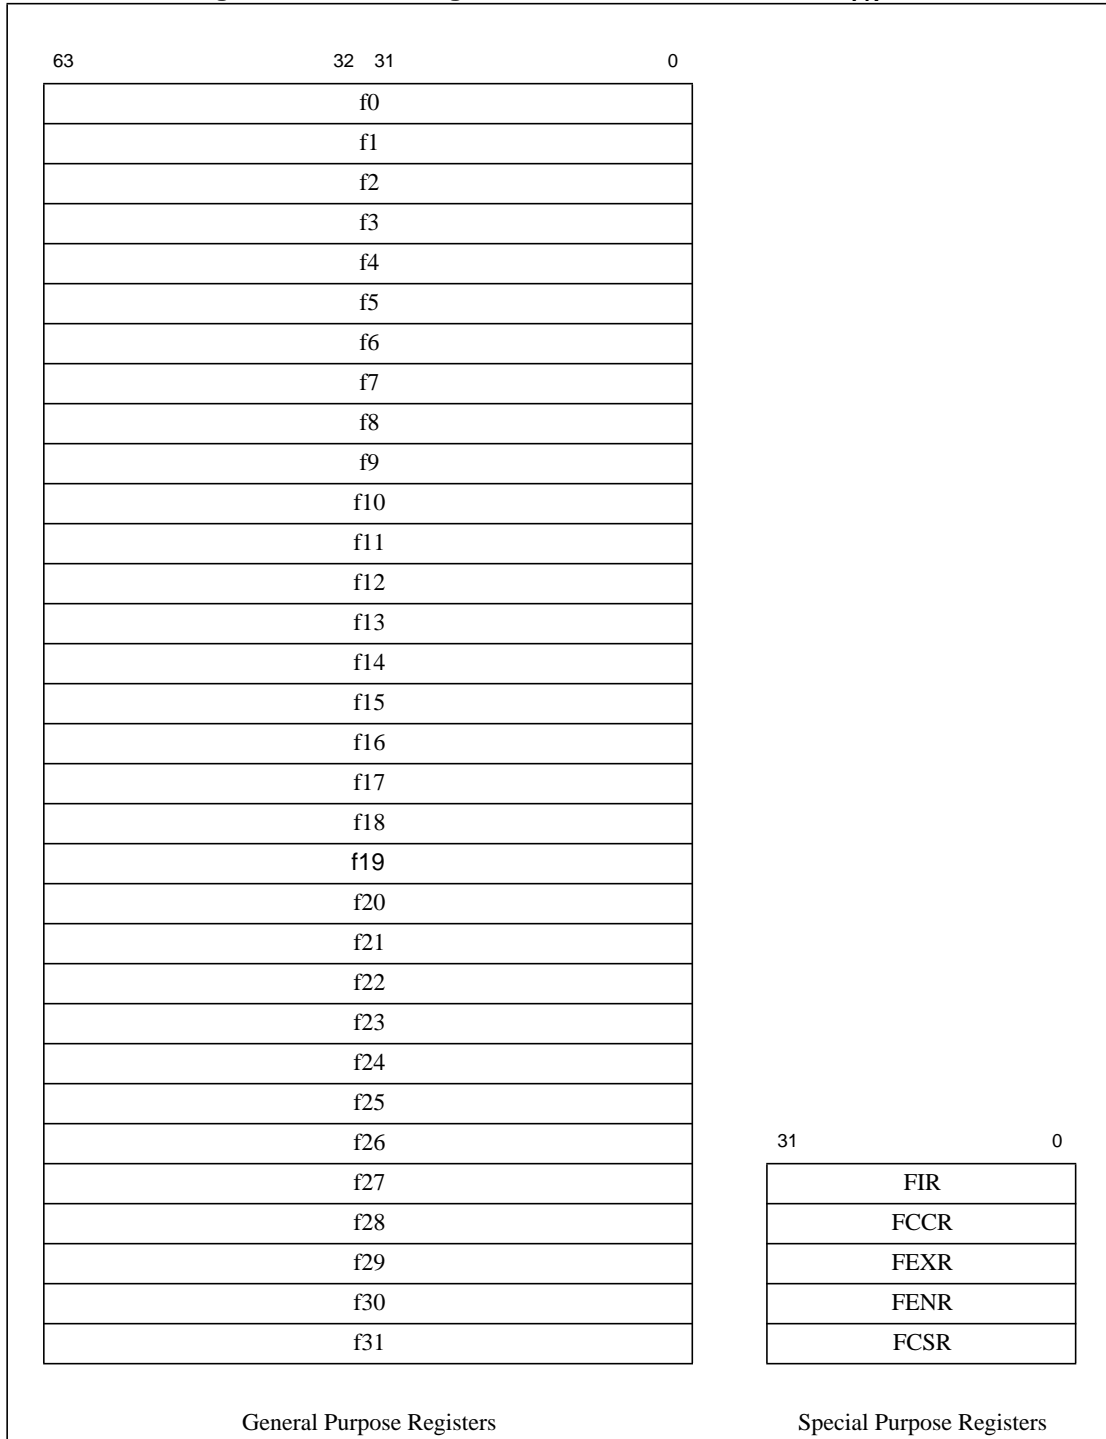 63 32 31 0
f0
f1
f2
f3
f4
f5
f6
f7
f8
f9
f10
f11
f12
f13
f14
f15
f16
f17
f18
f19
f20
f21
f22
f23
f24
f25
f26
f27
f28
f29
f30
f31
General Purpose Registers
31 0
FIR
FCCR
FEXR
FENR
FCSR
Special Purpose Registers